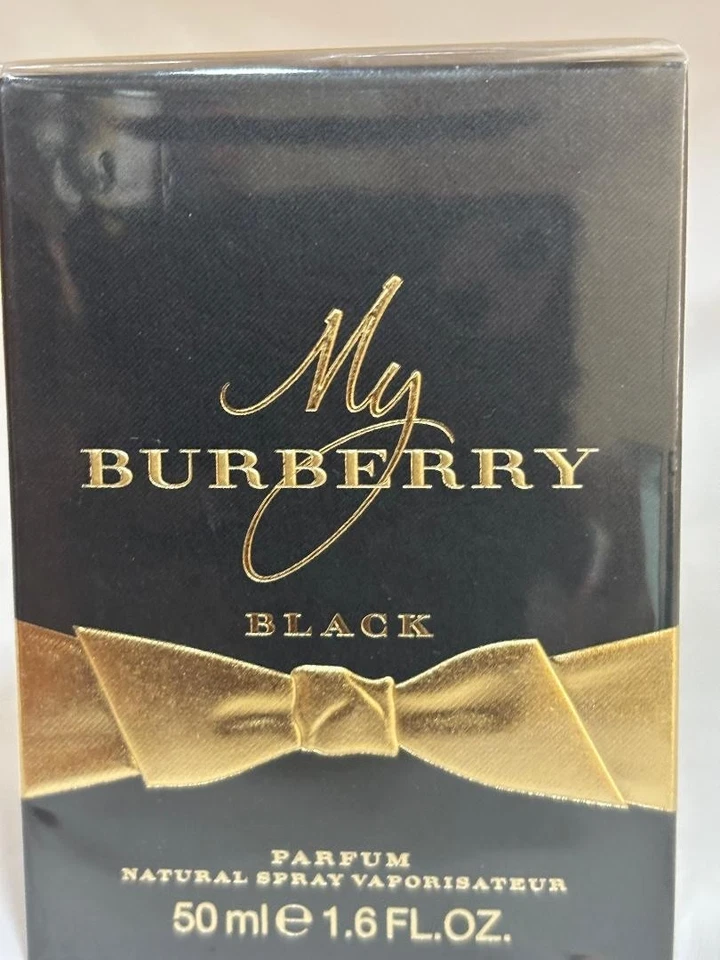 My
BURBERRY
BLACK
PARFUM
NATURAL SPRAY VAPORISATEUR
50 ml ℮ 1.6 FL.OZ.